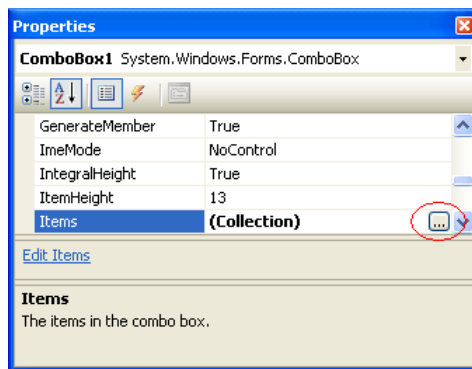 Properties
ComboBox1 System.Windows.Forms.ComboBox
GenerateMember True
ImeMode NoControl
IntegralHeight True
ItemHeight 13
Items (Collection) ...
Edit Items
Items
The items in the combo box.